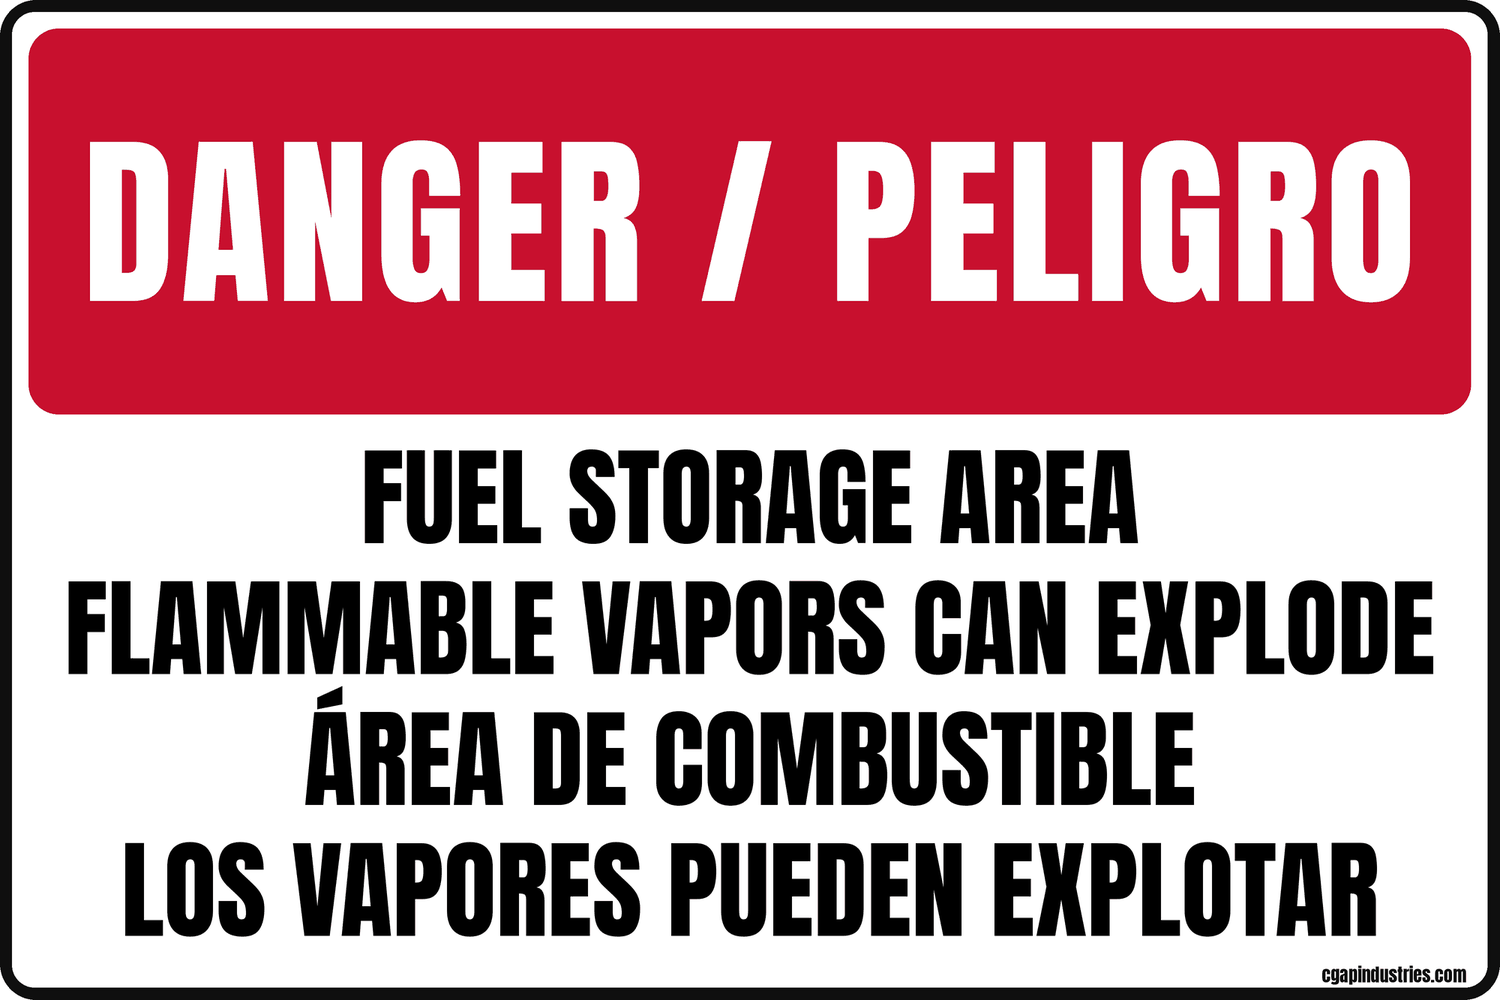 DANGER / PELIGRO
FUEL STORAGE AREA
FLAMMABLE VAPORS CAN EXPLODE
ÁREA DE COMBUSTIBLE
LOS VAPORES PUEDEN EXPLOTAR
cgapindustries.com